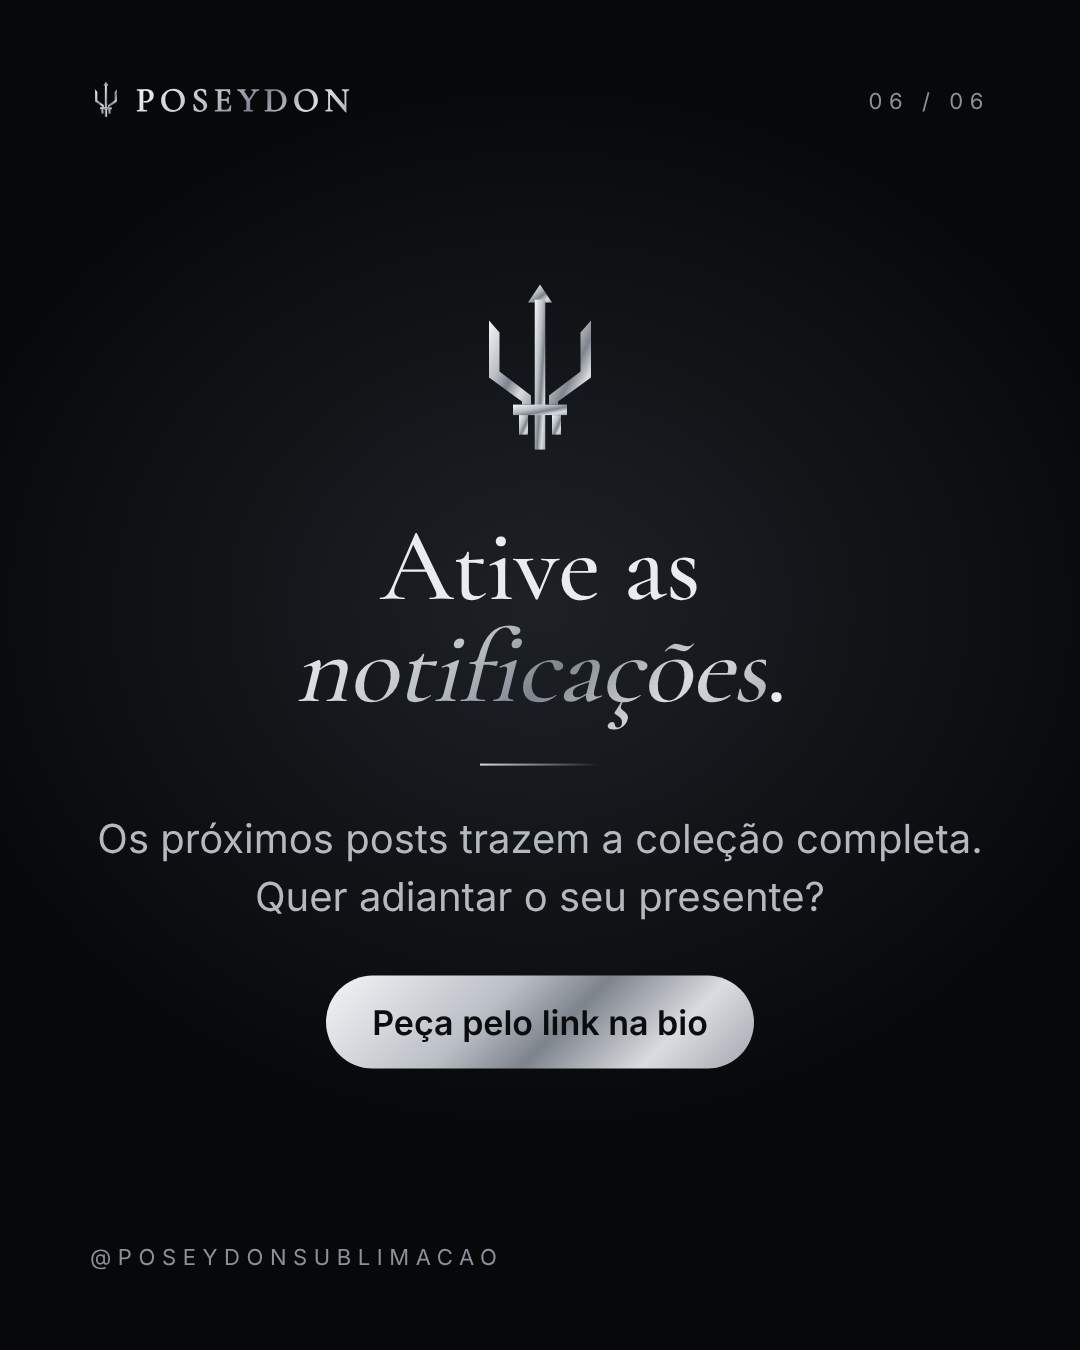 POSEYDON
06 / 06
Ative as
notificações.
Os próximos posts trazem a coleção completa.
Quer adiantar o seu presente?
Peça pelo link na bio
@POSEYDONSUBLIMACAO